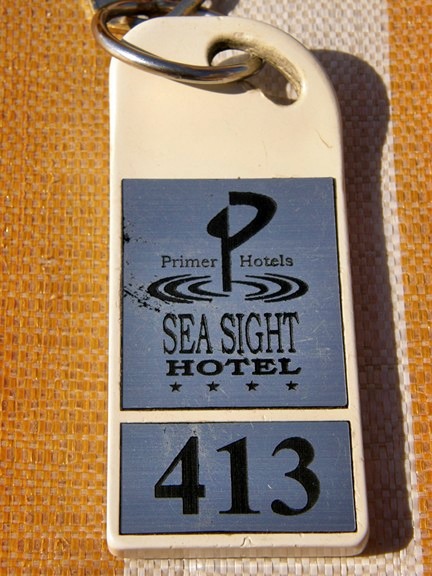 Primer Hotels
SEA SIGHT
HOTEL
★ ★ ★ ★
413